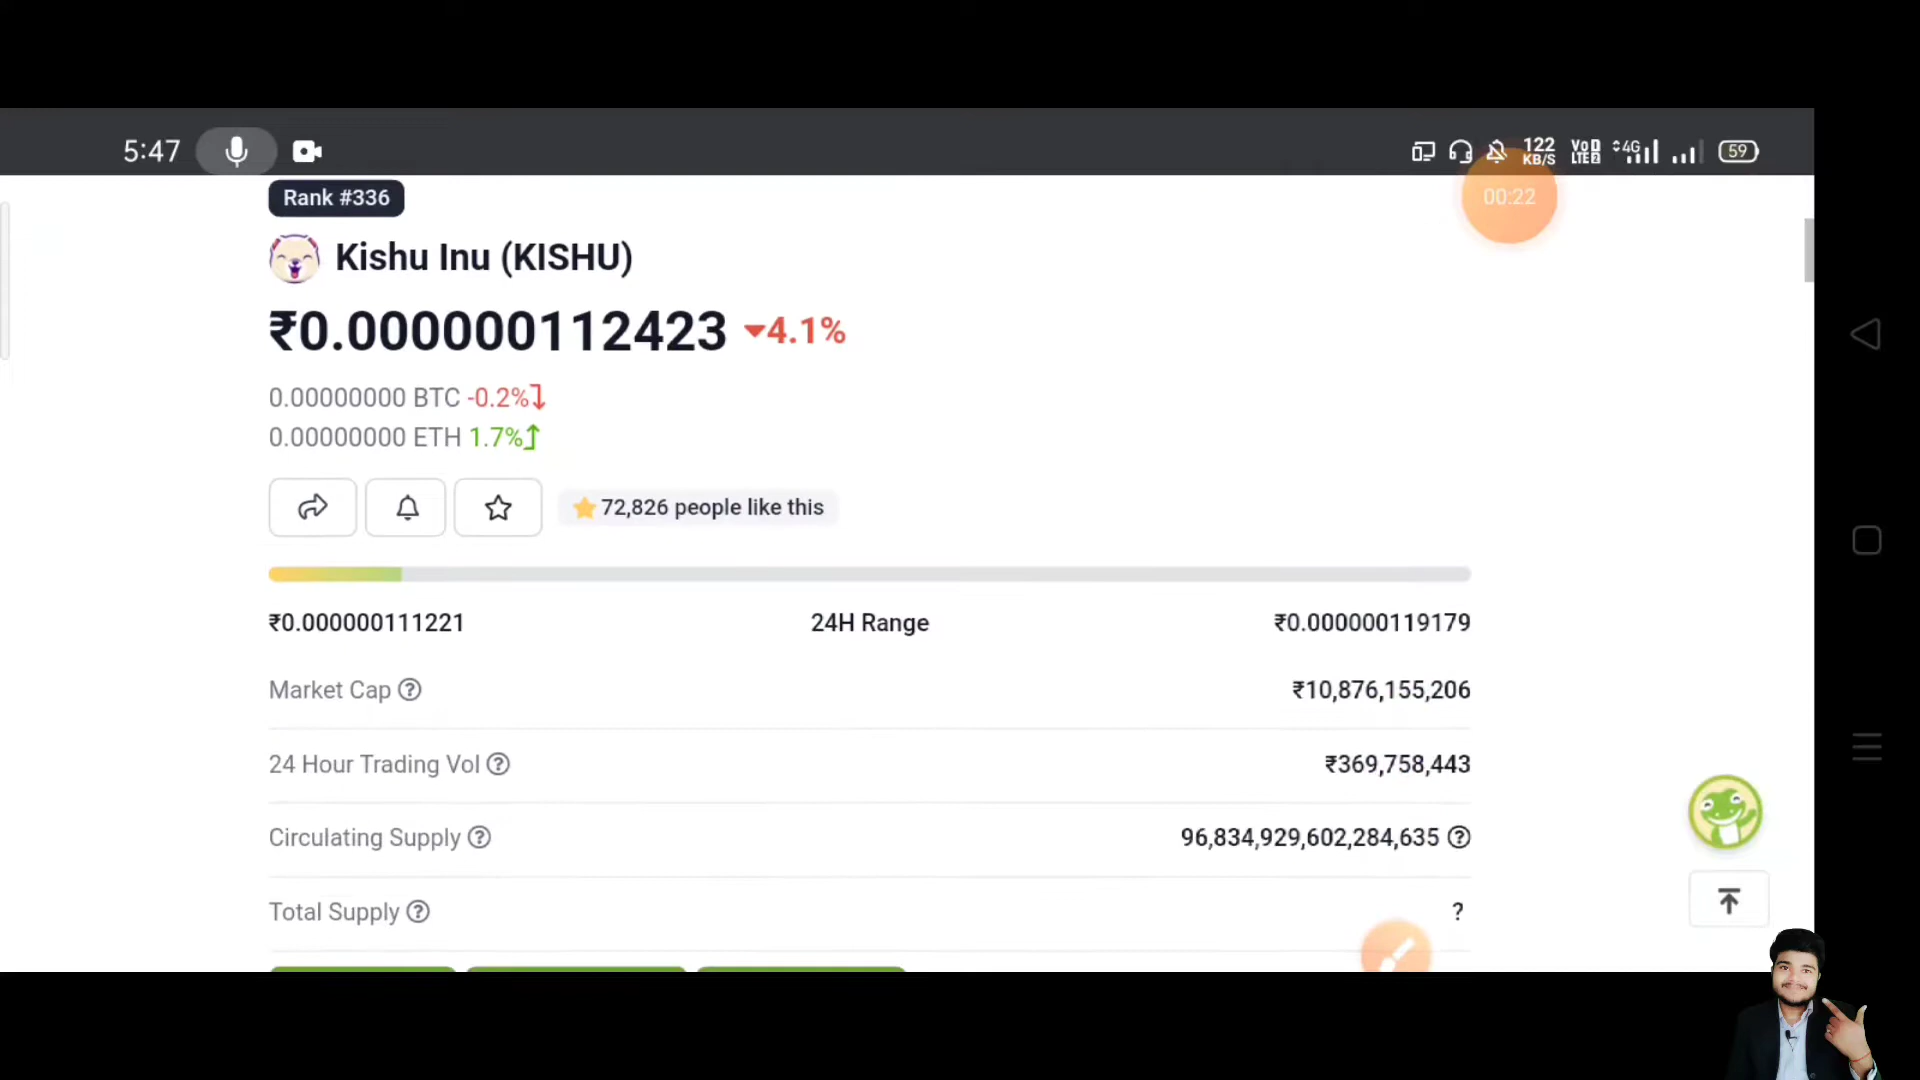 5:47
122 KB/S VoD LTE2 4G 59
00:22
Rank #336
Kishu Inu (KISHU)
₹0.000000112423 4.1%
0.00000000 BTC -0.2%
0.00000000 ETH 1.7%
72,826 people like this
₹0.000000111221 24H Range ₹0.000000119179
Market Cap ? ₹10,876,155,206
24 Hour Trading Vol ? ₹369,758,443
Circulating Supply ? 96,834,929,602,284,635 ?
Total Supply ? ?